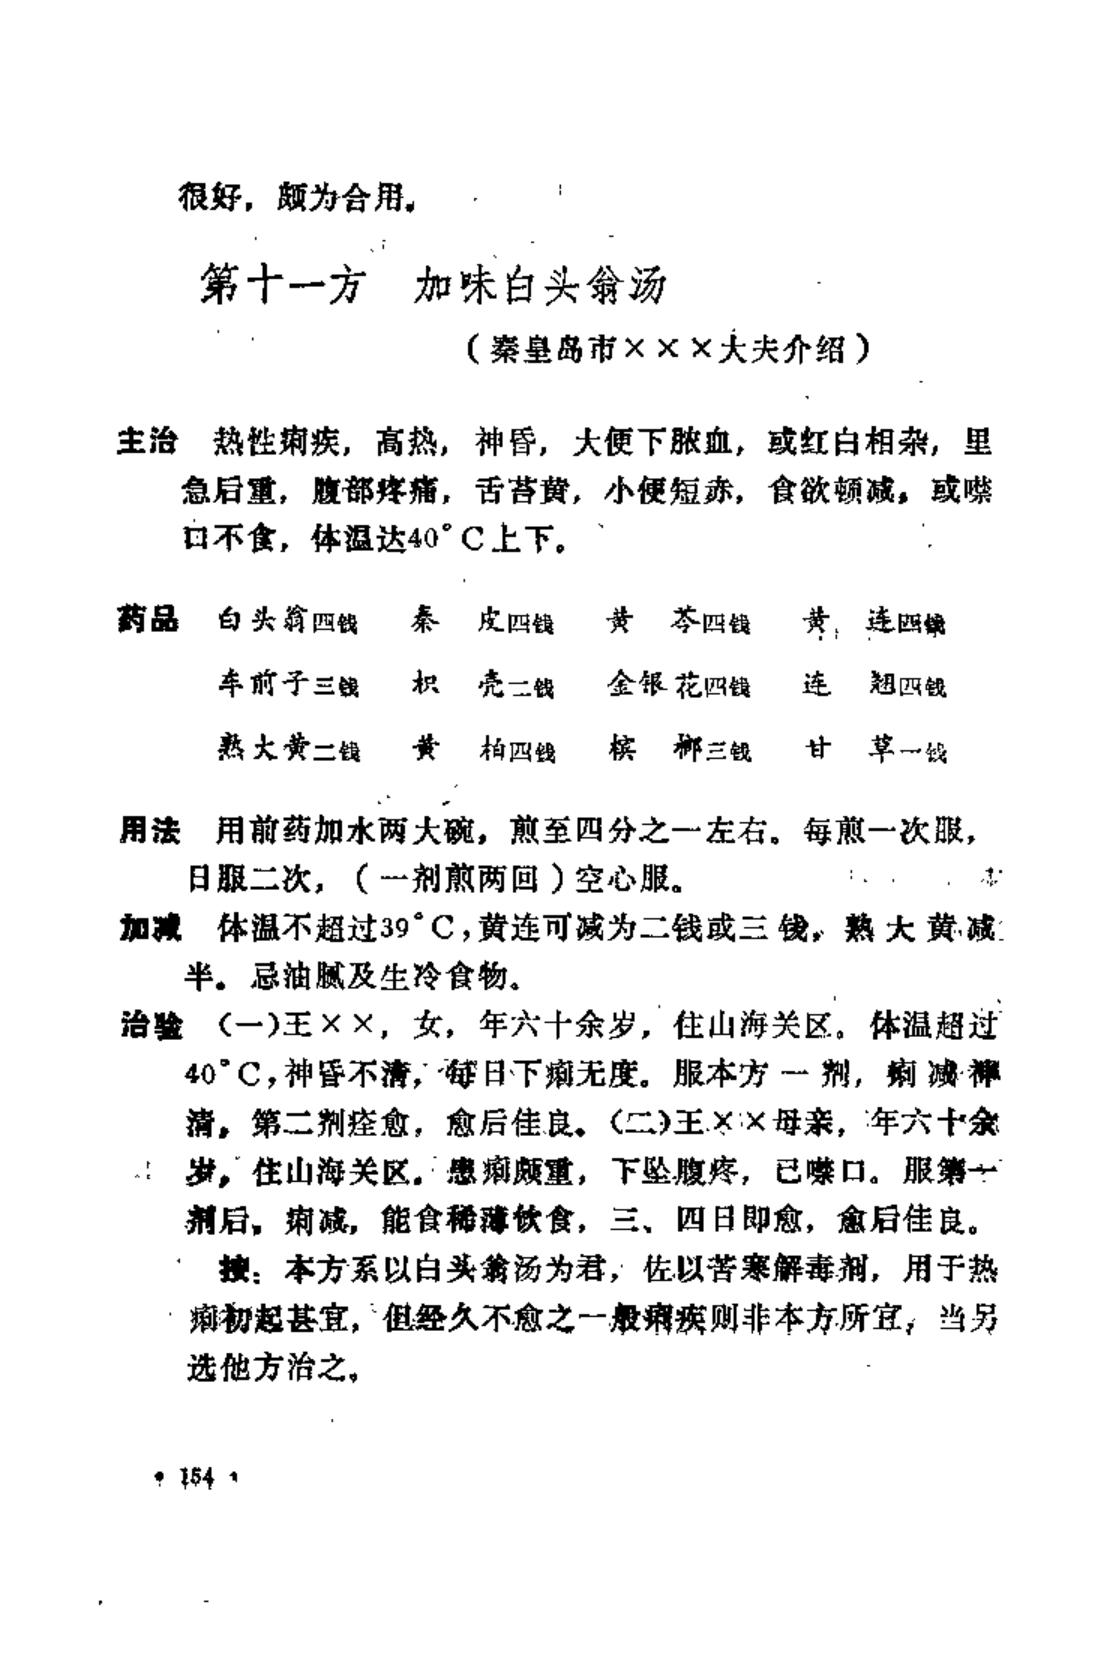 很好，颇为合用。
第十一方　加味白头翁汤
（秦皇岛市×××大夫介绍）
主治　热性痢疾，高热，神昏，大便下脓血，或红白相杂，里
急后重，腹部疼痛，舌苔黄，小便短赤，食欲顿减，或噤
口不食，体温达40°C上下。
药品　白头翁四钱　秦　皮四钱　黄　芩四钱　黄　连四钱
车前子三钱　枳　壳二钱　金银花四钱　连　翘四钱
熟大黄二钱　黄　柏四钱　槟　榔三钱　甘　草一钱
用法　用前药加水两大碗，煎至四分之一左右。每煎一次服，
日服二次，（一剂煎两回）空心服。
加减　体温不超过39°C，黄连可减为二钱或三钱，熟大黄减
半。忌油腻及生冷食物。
治验　（一）王××，女，年六十余岁，住山海关区。体温超过
40°C，神昏不清，每日下痢无度。服本方一剂，痢减神
清，第二剂痊愈，愈后佳良。（二）王××母亲，年六十余
岁，住山海关区。患痢颇重，下坠腹疼，已噤口。服第一
剂后，痢减，能食稀薄饮食，三、四日即愈，愈后佳良。
按：本方系以白头翁汤为君，佐以苦寒解毒剂，用于热
痢初起甚宜，但经久不愈之一般痢疾则非本方所宜，当另
选他方治之。
• 154 •